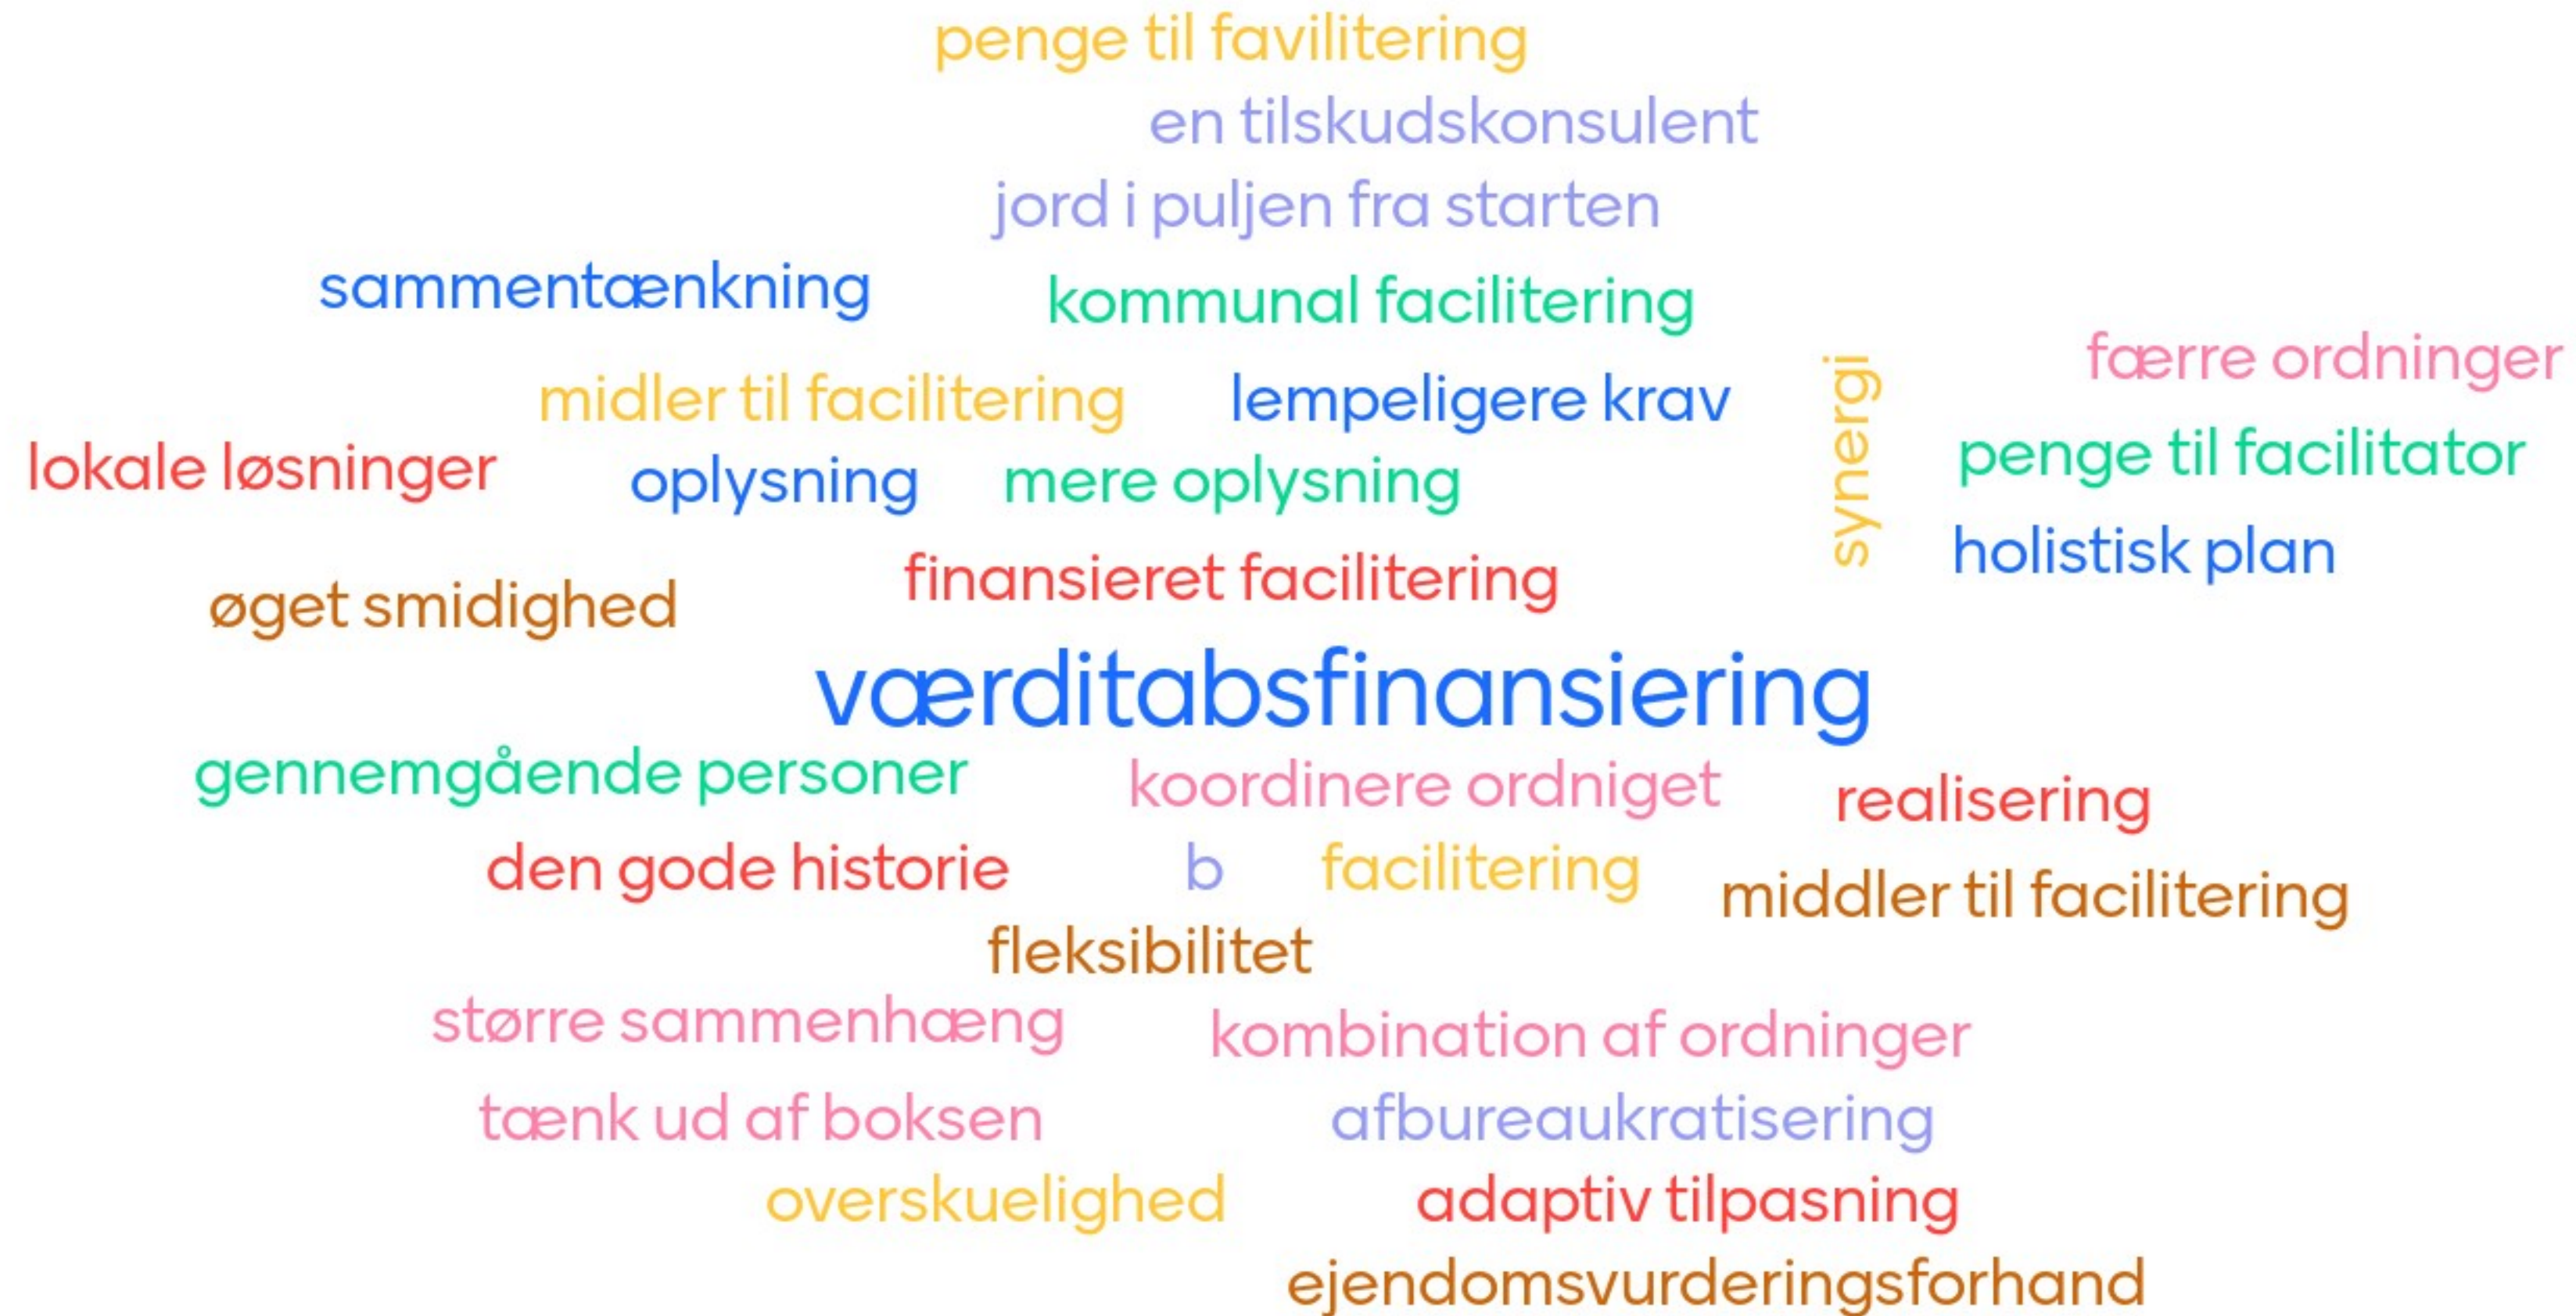 penge til favilitering
en tilskudskonsulent
jord i puljen fra starten
sammentænkning
kommunal facilitering
færre ordninger
midler til facilitering
lempeligere krav
synergi
lokale løsninger
oplysning
mere oplysning
penge til facilitator
holistisk plan
øget smidighed
finansieret facilitering
værditabsfinansiering
gennemgående personer
koordinere ordniget
realisering
den gode historie
b
facilitering
middler til facilitering
fleksibilitet
større sammenhæng
kombination af ordninger
tænk ud af boksen
afbureaukratisering
overskuelighed
adaptiv tilpasning
ejendomsvurderingsforhand